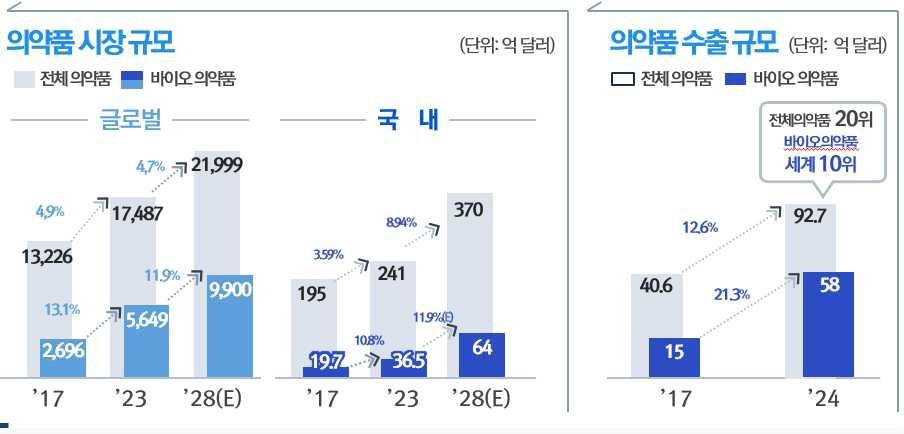 의약품 시장 규모
(단위: 억 달러)
전체 의약품
바이오 의약품
글로벌
국 내
4,9%
4,7%
13,226
17,487
21,999
13.1%
11.9%
2,696
5,649
9,900
’17
’23
’28(E)
3.59%
8.94%
195
241
370
10.8%
11.9%(E)
19.7
36.5
64
’17
’23
’28(E)
의약품 수출 규모
(단위: 억 달러)
전체 의약품
바이오 의약품
전체의약품 20위
바이오의약품
세계 10위
12.6%
40.6
92.7
21.3%
15
58
’17
’24